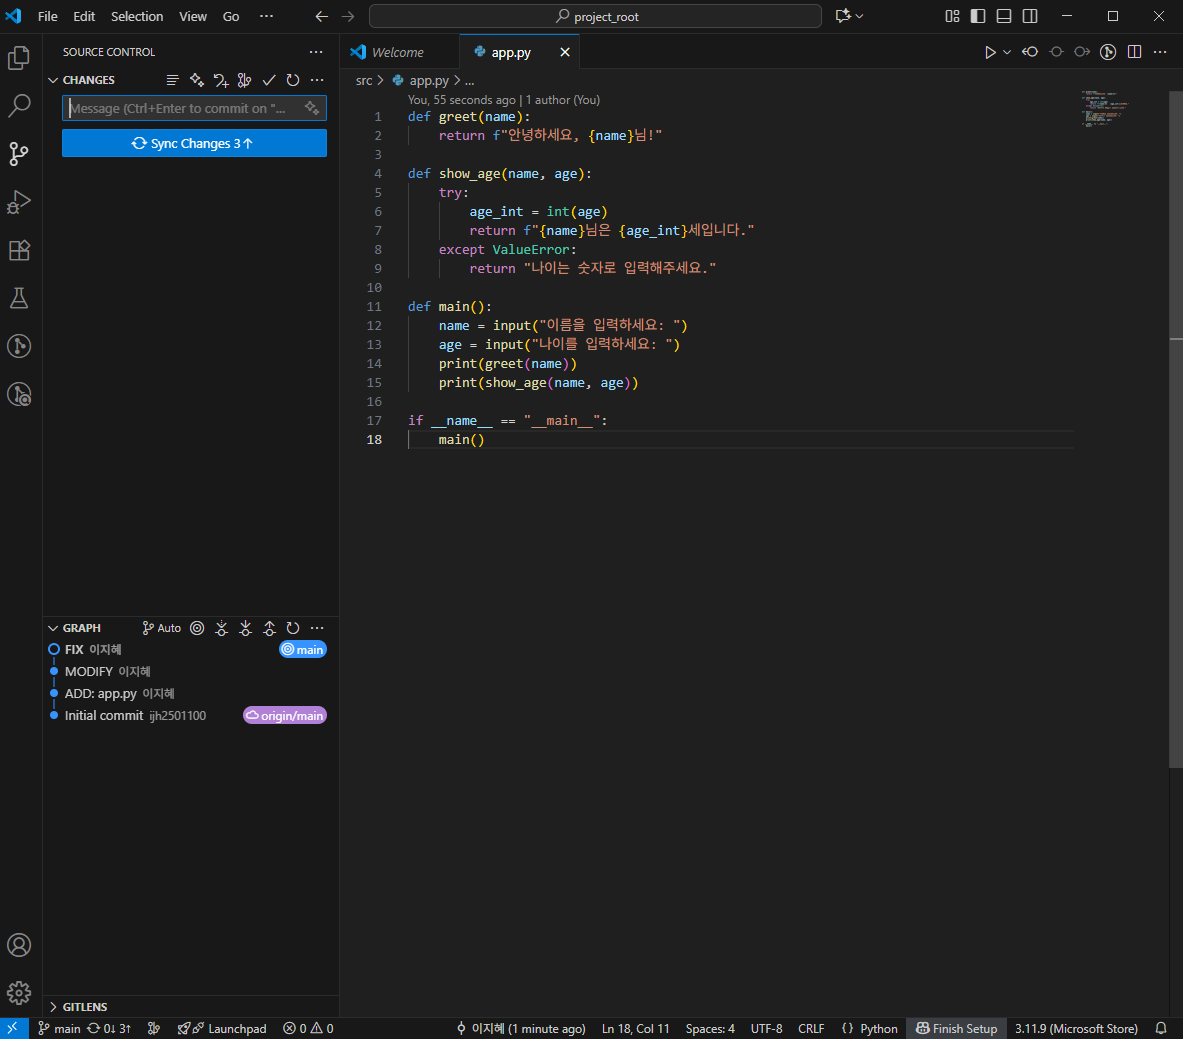 File Edit Selection View Go ... project_root
SOURCE CONTROL
CHANGES
Message (Ctrl+Enter to commit on "...
Sync Changes 3↑
Welcome
app.py
src > app.py > ...
You, 55 seconds ago | 1 author (You)
1 def greet(name):
2 return f"안녕하세요, {name}님!"
3
4 def show_age(name, age):
5 try:
6 age_int = int(age)
7 return f"{name}님은 {age_int}세입니다."
8 except ValueError:
9 return "나이는 숫자로 입력해주세요."
10
11 def main():
12 name = input("이름을 입력하세요: ")
13 age = input("나이를 입력하세요: ")
14 print(greet(name))
15 print(show_age(name, age))
16
17 if __name__ == "__main__":
18 main()
GRAPH Auto
FIX 이지혜 main
MODIFY 이지혜
ADD: app.py 이지혜
Initial commit ijh2501100 origin/main
GITLENS
main 0↓ 3↑ Launchpad 0 0 이지혜 (1 minute ago) Ln 18, Col 11 Spaces: 4 UTF-8 CRLF {} Python Finish Setup 3.11.9 (Microsoft Store)